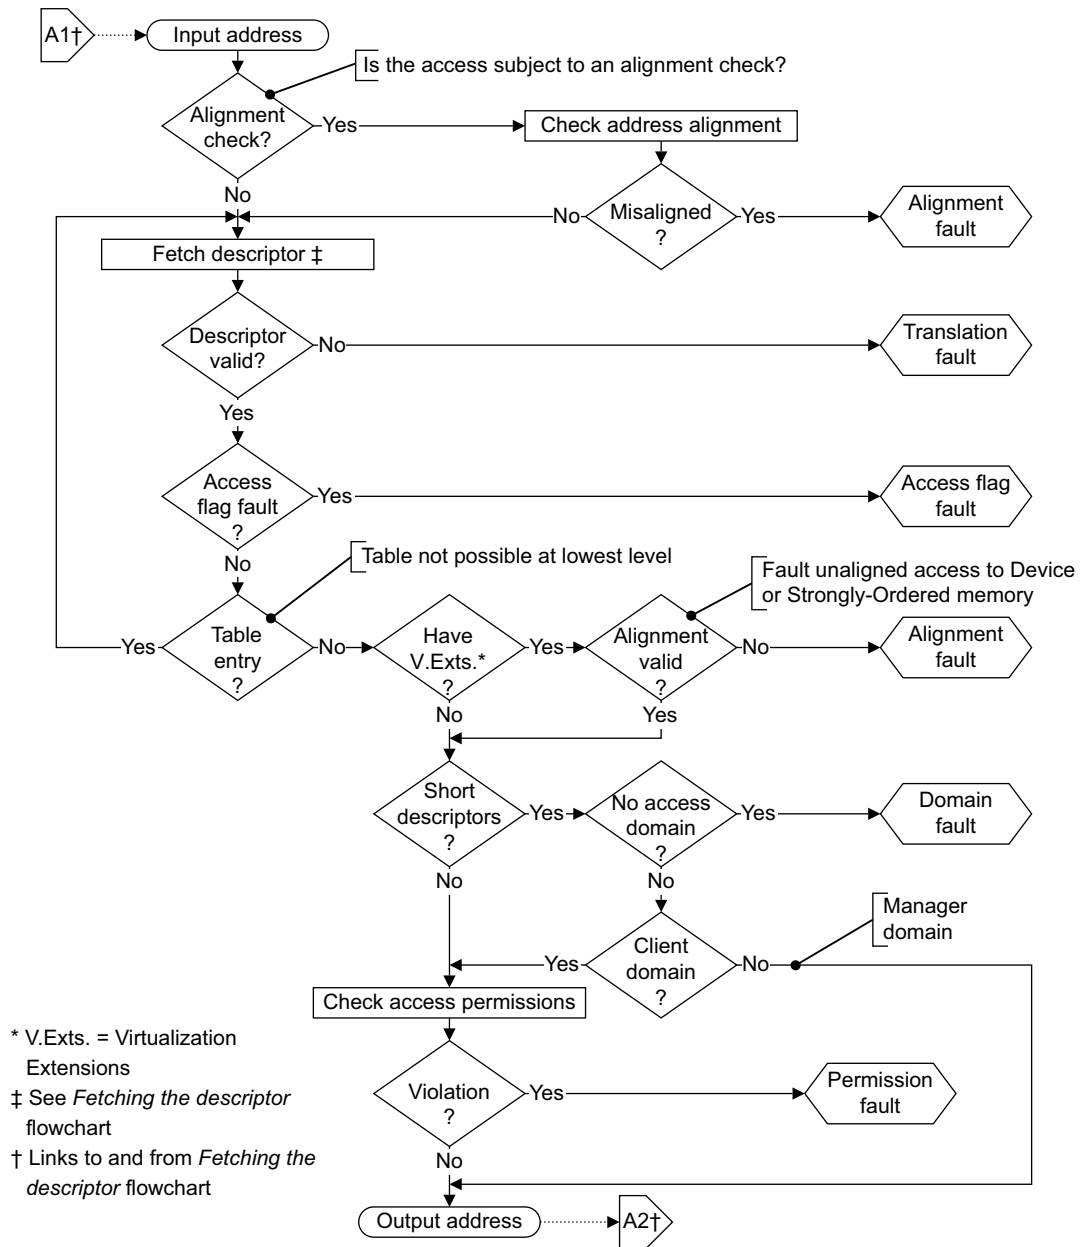 A1†
Input address
Is the access subject to an alignment check?
Alignment
check?
Yes
Check address alignment
No
No
Misaligned
?
Yes
Alignment
fault
Fetch descriptor ‡
Descriptor
valid?
No
Translation
fault
Yes
Access
flag fault
?
Yes
Access flag
fault
No
Table not possible at lowest level
Fault unaligned access to Device
or Strongly-Ordered memory
Yes
Table
entry
?
No
Have
V.Exts.*
?
Yes
Alignment
valid
?
No
Alignment
fault
No
Yes
Short
descriptors
?
Yes
No access
domain
?
Yes
Domain
fault
No
No
Manager
domain
Yes
Client
domain
?
No
Check access permissions
Violation
?
Yes
Permission
fault
No
Output address
A2†
* V.Exts. = Virtualization
Extensions
‡ See Fetching the descriptor
flowchart
† Links to and from Fetching the
descriptor flowchart